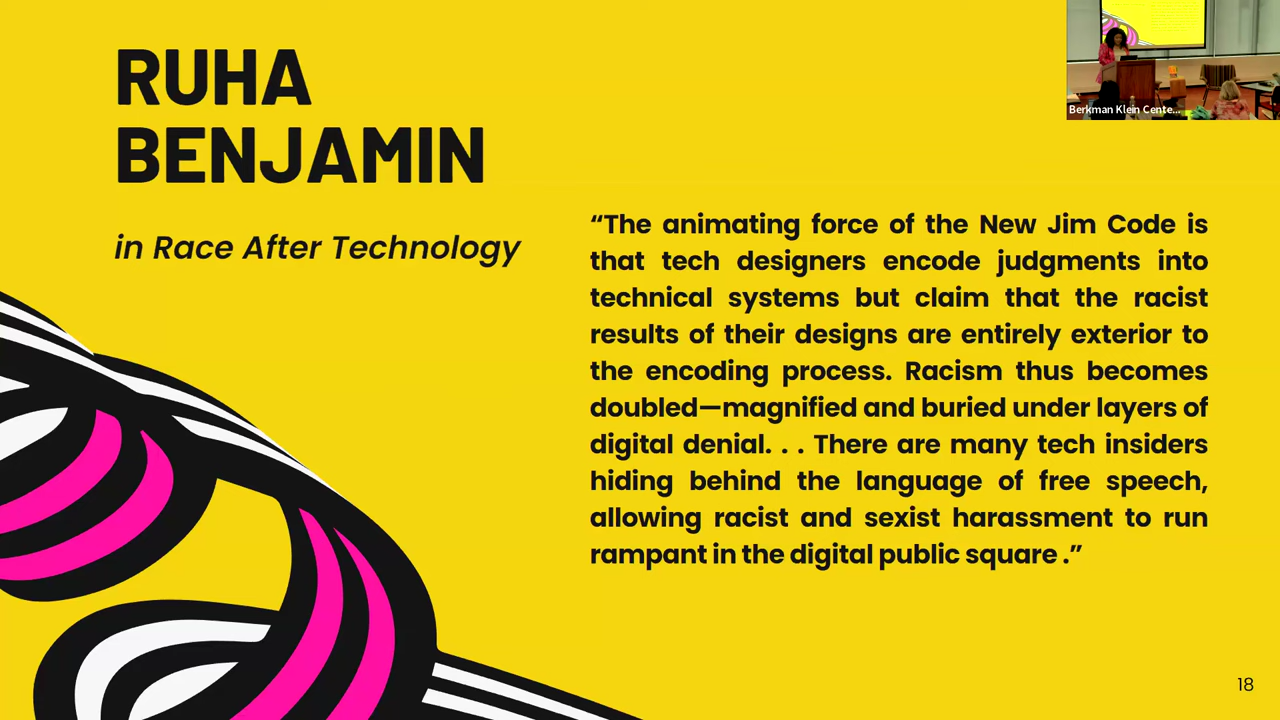 RUHA
BENJAMIN
in Race After Technology
Berkman Klein Cente...
“The animating force of the New Jim Code is
that tech designers encode judgments into
technical systems but claim that the racist
results of their designs are entirely exterior to
the encoding process. Racism thus becomes
doubled—magnified and buried under layers of
digital denial. . . There are many tech insiders
hiding behind the language of free speech,
allowing racist and sexist harassment to run
rampant in the digital public square .”
18